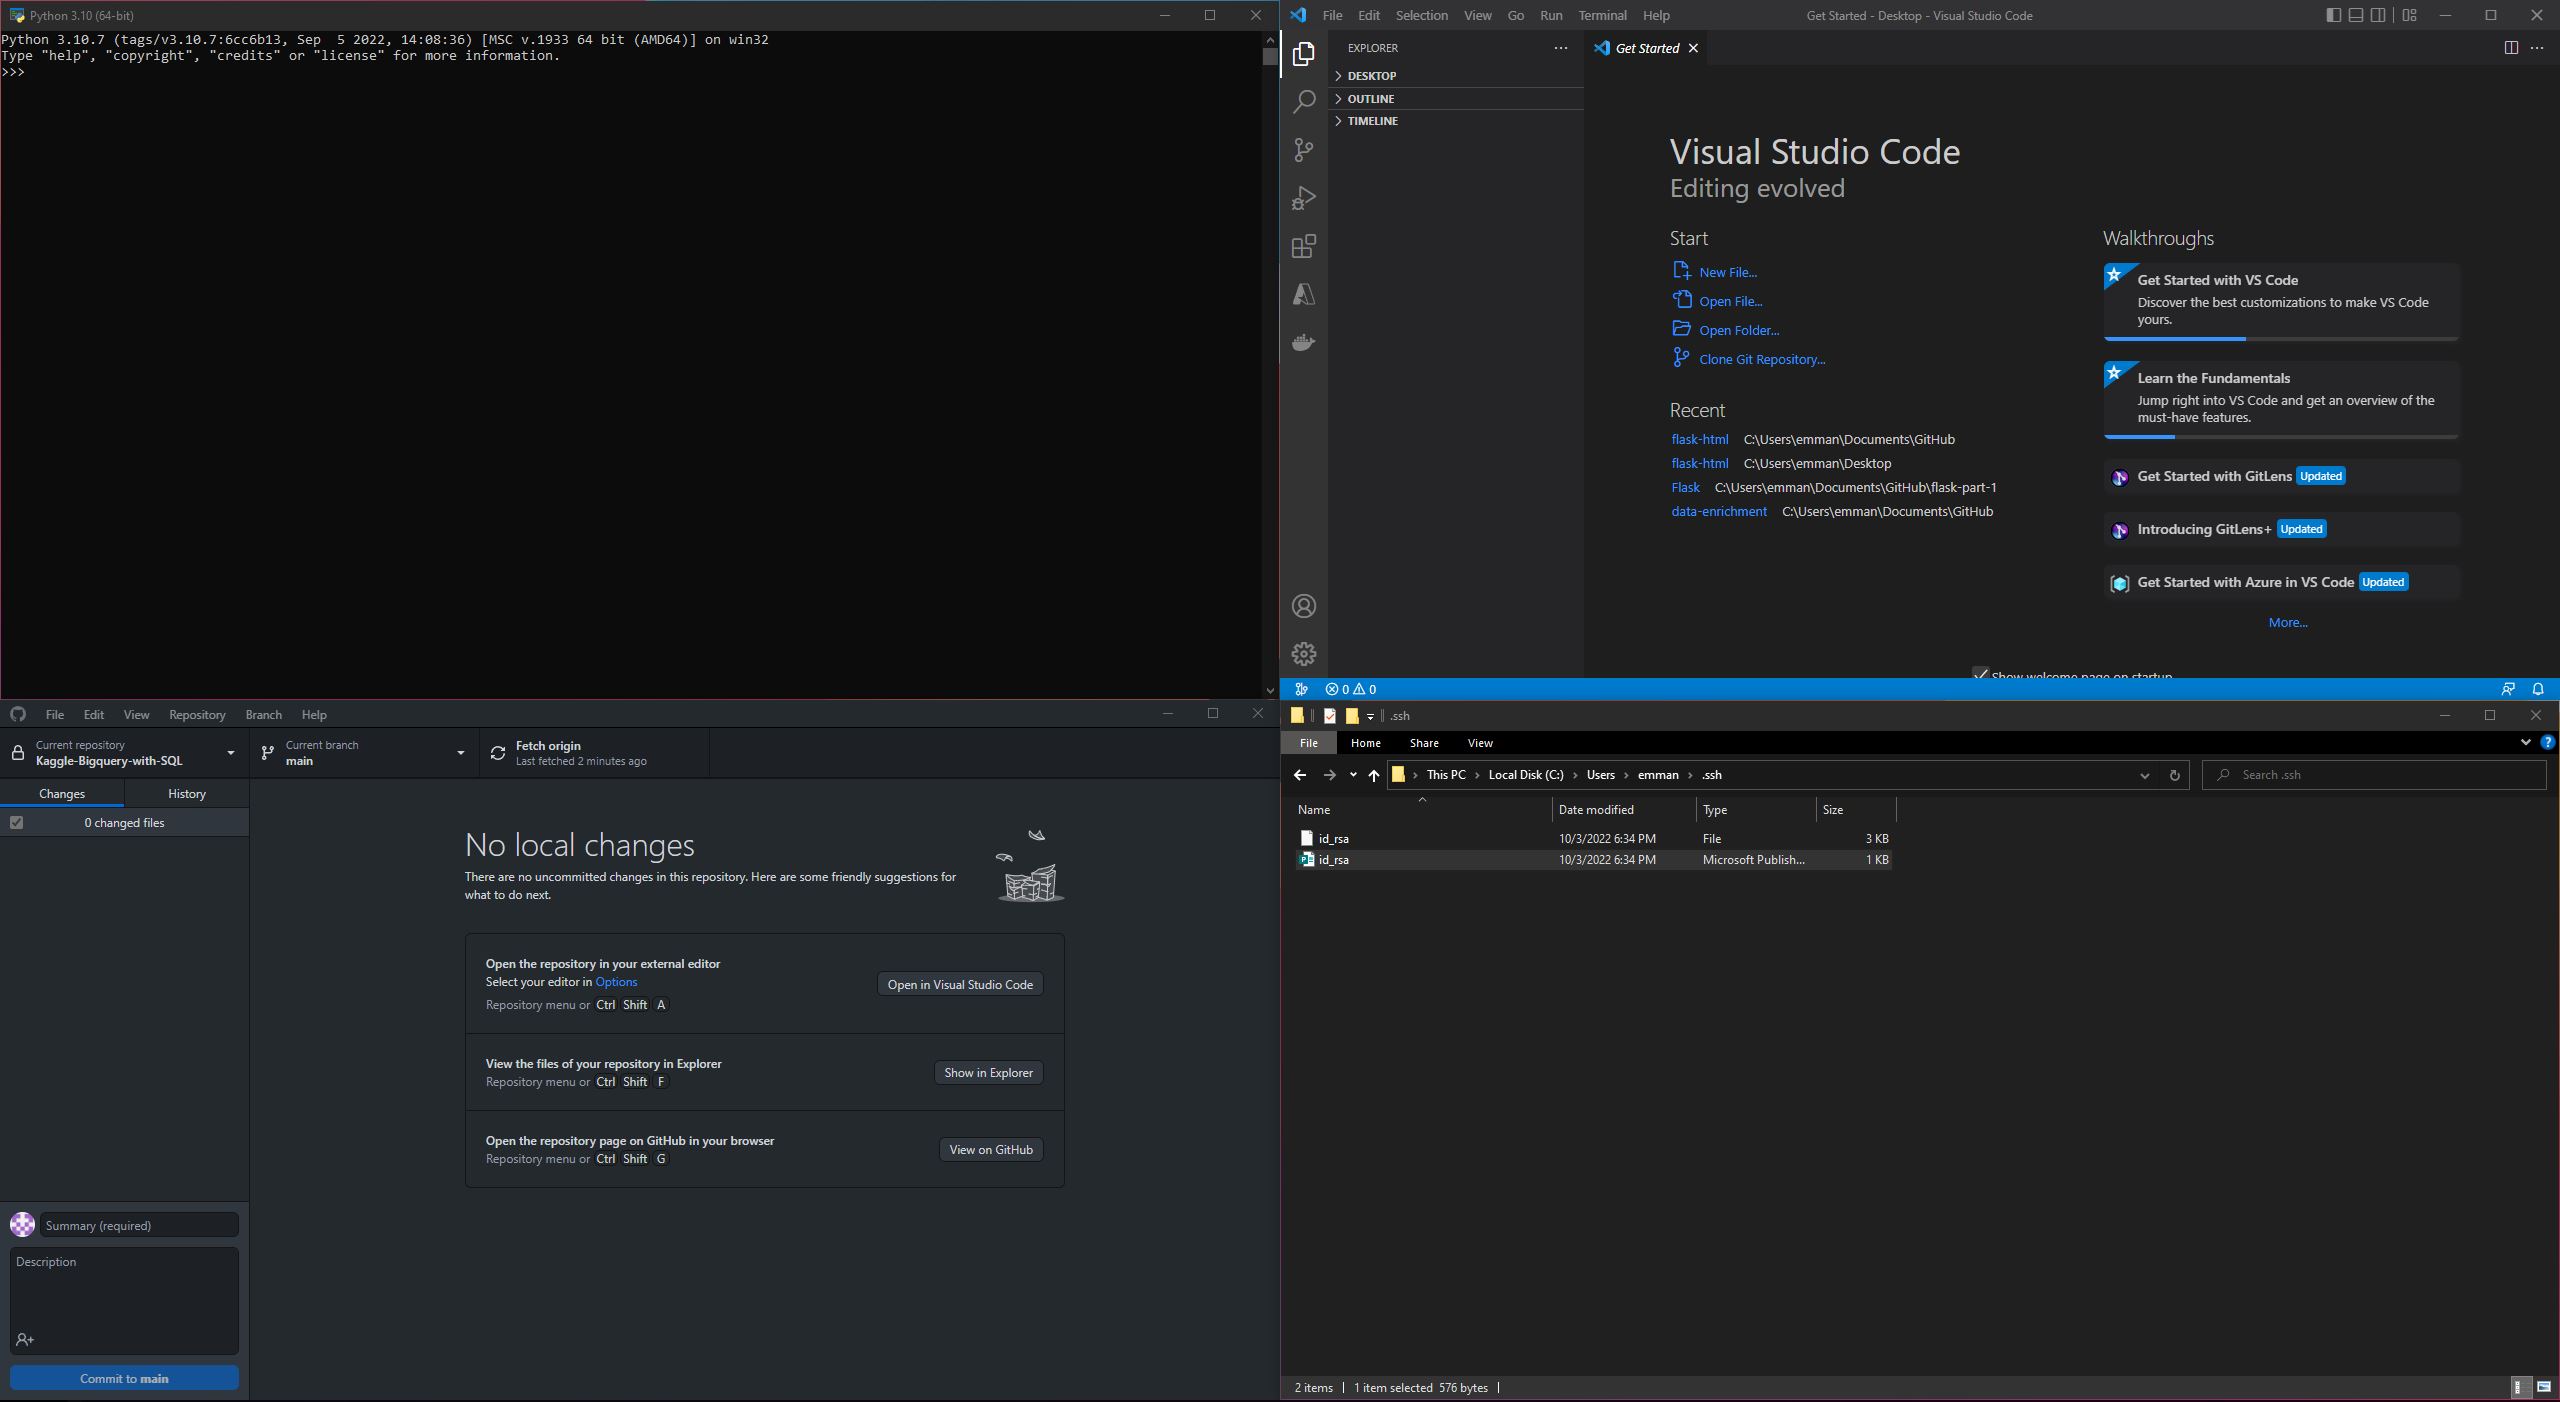 Python 3.10 (64-bit)
Python 3.10.7 (tags/v3.10.7:6cc6b13, Sep  5 2022, 14:08:36) [MSC v.1933 64 bit (AMD64)] on win32
Type "help", "copyright", "credits" or "license" for more information.
>>>
File Edit Selection View Go Run Terminal Help
Get Started - Desktop - Visual Studio Code
EXPLORER
Get Started
DESKTOP
OUTLINE
TIMELINE
Visual Studio Code
Editing evolved
Start
New File...
Open File...
Open Folder...
Clone Git Repository...
Recent
flask-html C:\Users\emman\Documents\GitHub
flask-html C:\Users\emman\Desktop
Flask C:\Users\emman\Documents\GitHub\flask-part-1
data-enrichment C:\Users\emman\Documents\GitHub
Walkthroughs
Get Started with VS Code
Discover the best customizations to make VS Code
yours.
Learn the Fundamentals
Jump right into VS Code and get an overview of the
must-have features.
Get Started with GitLens Updated
Introducing GitLens+ Updated
Get Started with Azure in VS Code Updated
More...
Show welcome page on startup
0 0
File Edit View Repository Branch Help
Current repository
Kaggle-Bigquery-with-SQL
Current branch
main
Fetch origin
Last fetched 2 minutes ago
Changes History
0 changed files
No local changes
There are no uncommitted changes in this repository. Here are some friendly suggestions for
what to do next.
Open the repository in your external editor
Select your editor in Options
Repository menu or Ctrl Shift A
Open in Visual Studio Code
View the files of your repository in Explorer
Repository menu or Ctrl Shift F
Show in Explorer
Open the repository page on GitHub in your browser
Repository menu or Ctrl Shift G
View on GitHub
Summary (required)
Description
Commit to main
.ssh
File Home Share View
This PC › Local Disk (C:) › Users › emman › .ssh
Search .ssh
Name Date modified Type Size
id_rsa 10/3/2022 6:34 PM File 3 KB
id_rsa 10/3/2022 6:34 PM Microsoft Publish... 1 KB
2 items 1 item selected 576 bytes